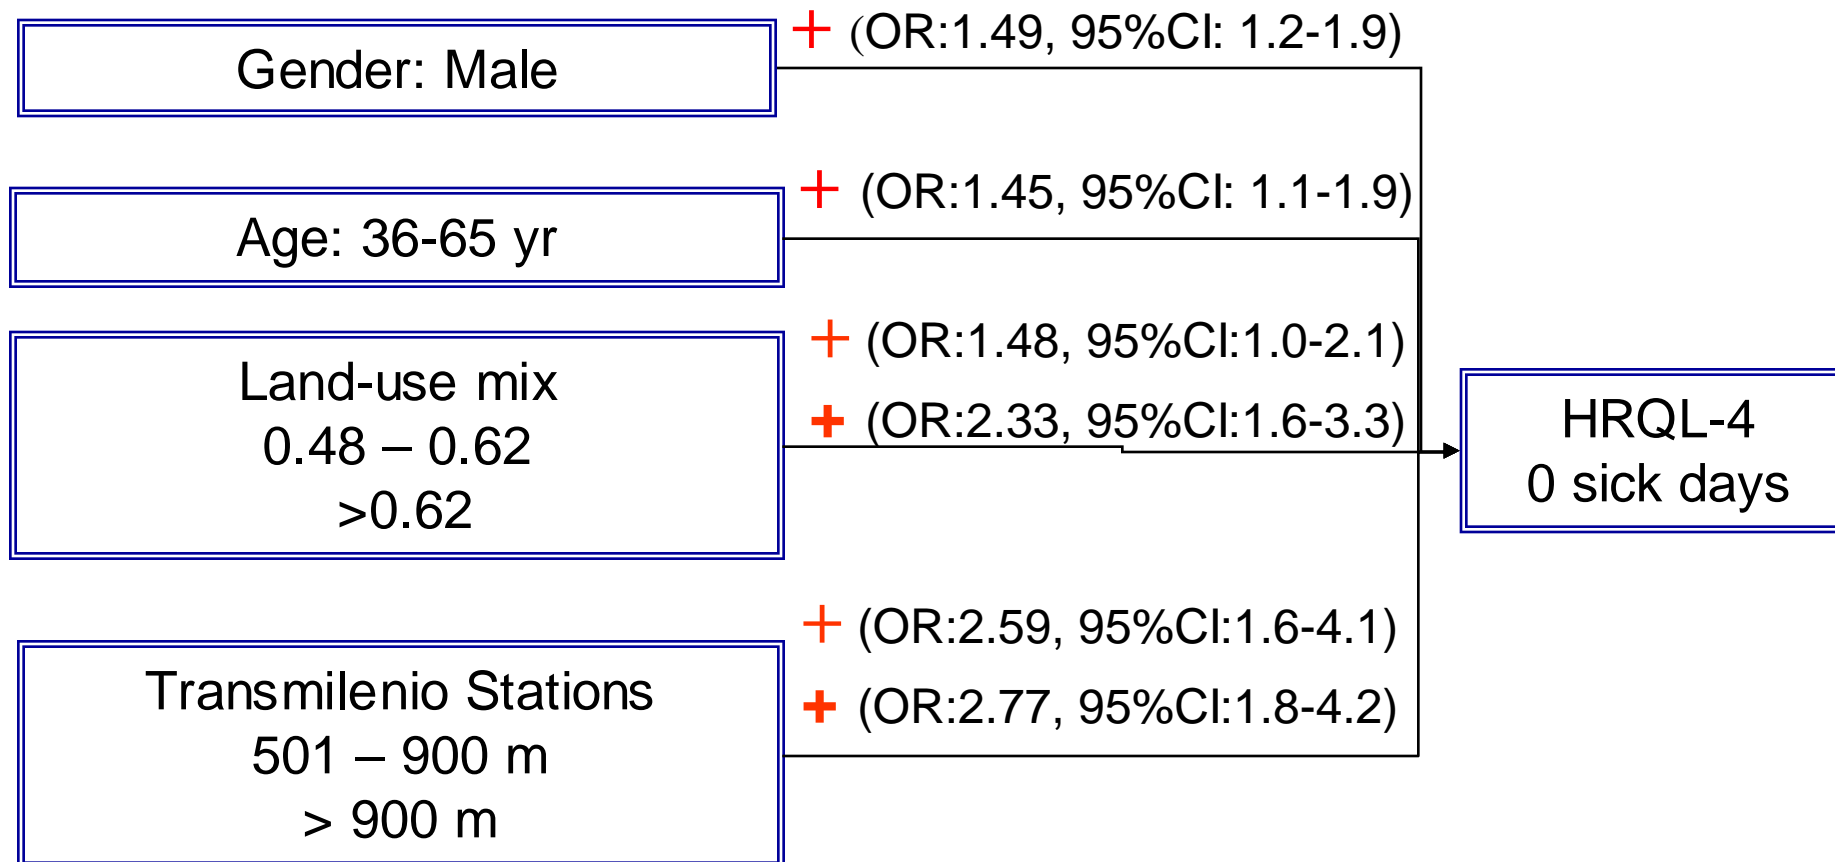 Gender: Male
+ (OR:1.49, 95%CI: 1.2-1.9)
Age: 36-65 yr
+ (OR:1.45, 95%CI: 1.1-1.9)
Land-use mix
0.48 – 0.62
>0.62
+ (OR:1.48, 95%CI:1.0-2.1)
+ (OR:2.33, 95%CI:1.6-3.3)
Transmilenio Stations
501 – 900 m
> 900 m
+ (OR:2.59, 95%CI:1.6-4.1)
+ (OR:2.77, 95%CI:1.8-4.2)
HRQL-4
0 sick days